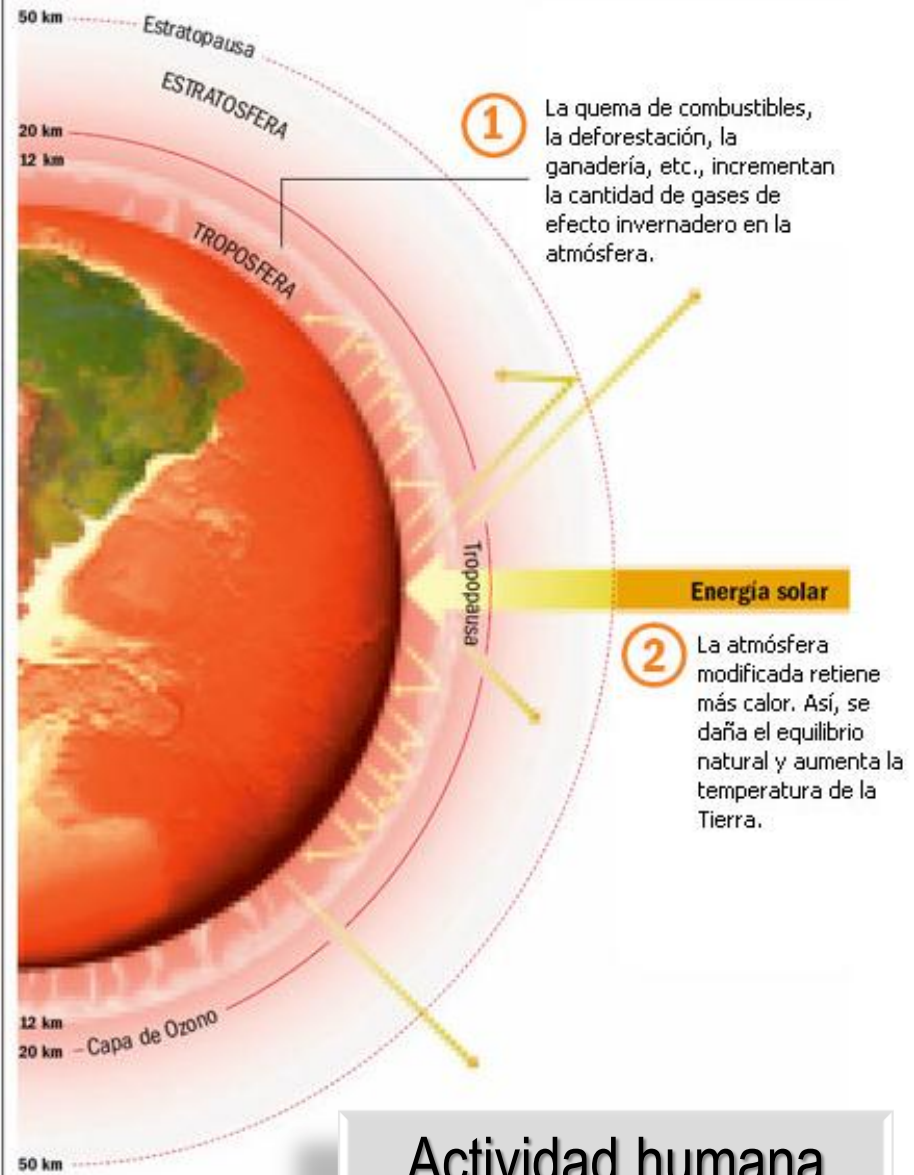 50 km
Estratopausa
ESTRATOSFERA
20 km
12 km
TROPOSFERA
1
La quema de combustibles,
la deforestación, la
ganadería, etc., incrementan
la cantidad de gases de
efecto invernadero en la
atmósfera.
Tropopausa
Energía solar
2
La atmósfera
modificada retiene
más calor. Así, se
daña el equilibrio
natural y aumenta la
temperatura de la
Tierra.
12 km
20 km
Capa de Ozono
50 km
Actividad humana